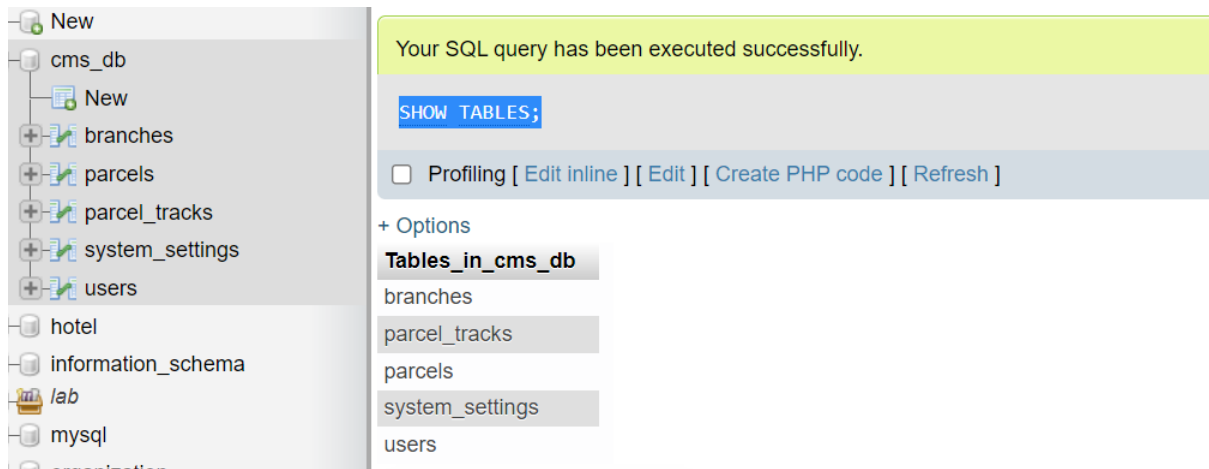 New
cms_db
New
branches
parcels
parcel_tracks
system_settings
users
hotel
information_schema
lab
mysql
Your SQL query has been executed successfully.
SHOW TABLES;
Profiling [ Edit inline ] [ Edit ] [ Create PHP code ] [ Refresh ]
+ Options
Tables_in_cms_db
branches
parcel_tracks
parcels
system_settings
users